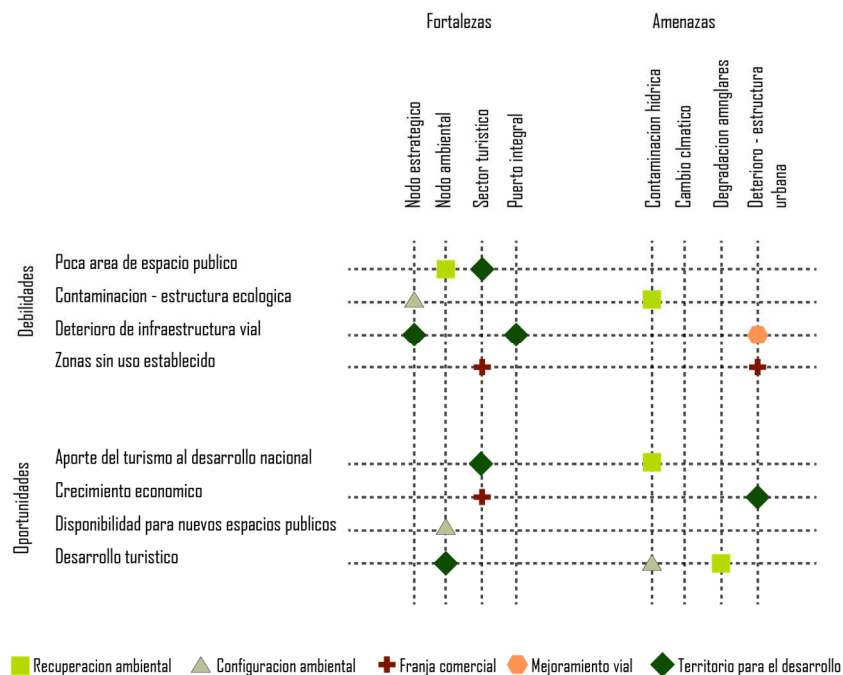 Fortalezas
Amenazas
Nodo estrategico
Nodo ambiental
Sector turistico
Puerto integral
Contaminacion hidrica
Cambio clmatico
Degradacion amnglares
Deterioro - estructura
urbana
Debilidades
Poca area de espacio publico
Contaminacion - estructura ecologica
Deterioro de infraestructura vial
Zonas sin uso establecido
Oportunidades
Aporte del turismo al desarrollo nacional
Crecimiento economico
Disponibilidad para nuevos espacios publicos
Desarrollo turistico
Recuperacion ambiental
Configuracion ambiental
Franja comercial
Mejoramiento vial
Territorio para el desarrollo